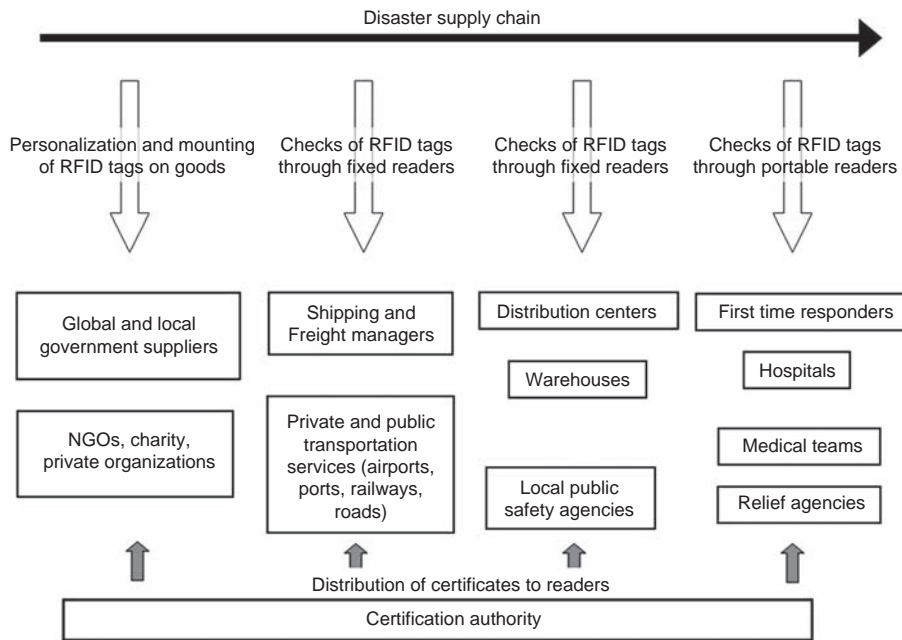 Disaster supply chain
Personalization and mounting
of RFID tags on goods
Checks of RFID tags
through fixed readers
Checks of RFID tags
through fixed readers
Checks of RFID tags
through portable readers
Global and local
government suppliers
NGOs, charity,
private organizations
Shipping and
Freight managers
Private and public
transportation
services (airports,
ports, railways,
roads)
Distribution centers
Warehouses
Local public
safety agencies
First time responders
Hospitals
Medical teams
Relief agencies
Distribution of certificates to readers
Certification authority